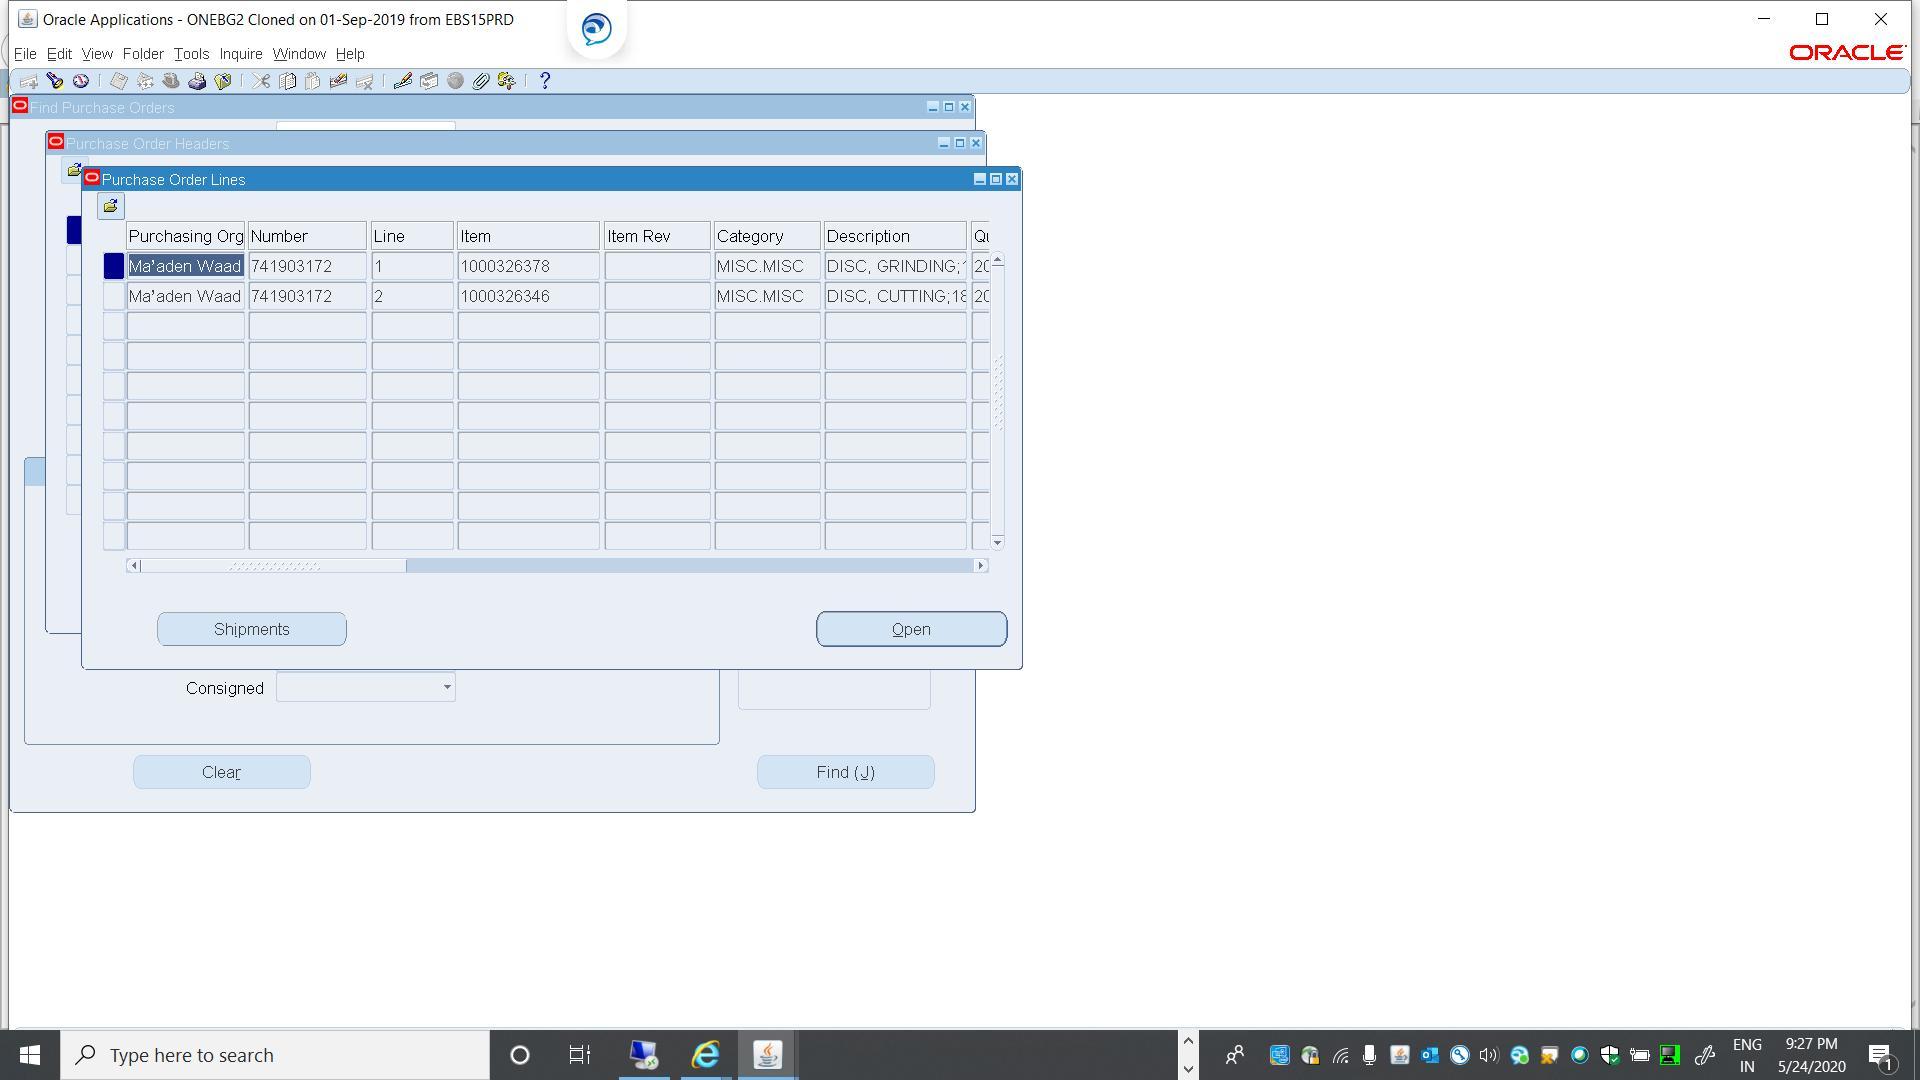 Oracle Applications - ONEBG2 Cloned on 01-Sep-2019 from EBS15PRD
File Edit View Folder Tools Inquire Window Help
ORACLE
Find Purchase Orders
Purchase Order Headers
Purchase Order Lines
Purchasing Org Number Line Item Item Rev Category Description Qu
Ma'aden Waad 741903172 1 1000326378 MISC.MISC DISC, GRINDING; 20
Ma'aden Waad 741903172 2 1000326346 MISC.MISC DISC, CUTTING;18 20
Shipments Open
Consigned
Clear Find (J)
Type here to search
ENG
IN
9:27 PM
5/24/2020
1